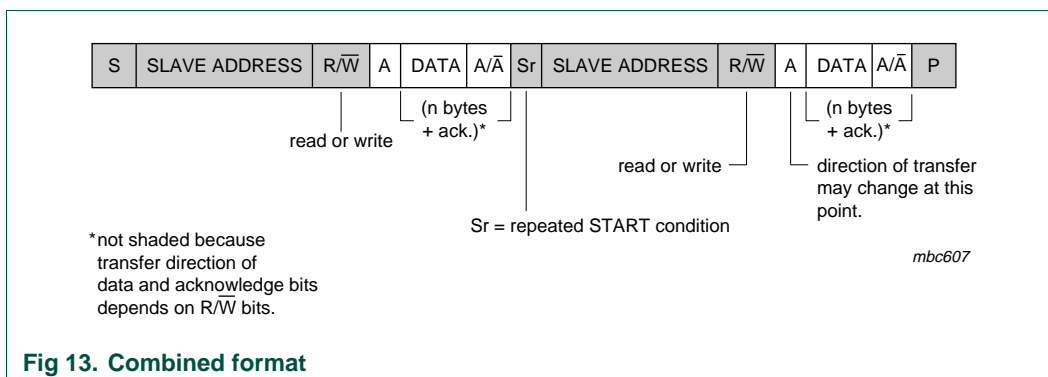 S SLAVE ADDRESS R/W̅ A DATA A/A̅ Sr SLAVE ADDRESS R/W̅ A DATA A/A̅ P
(n bytes
+ ack.)*
read or write
(n bytes
+ ack.)*
read or write
direction of transfer
may change at this
point.
Sr = repeated START condition
*not shaded because
transfer direction of
data and acknowledge bits
depends on R/W̅ bits.
mbc607
Fig 13. Combined format